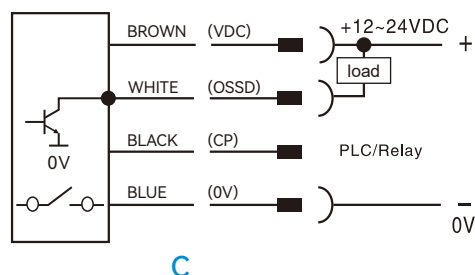 BROWN (VDC) +12~24VDC +
load
WHITE (OSSD)
BLACK (CP) PLC/Relay
0V
BLUE (0V) −
0V
C